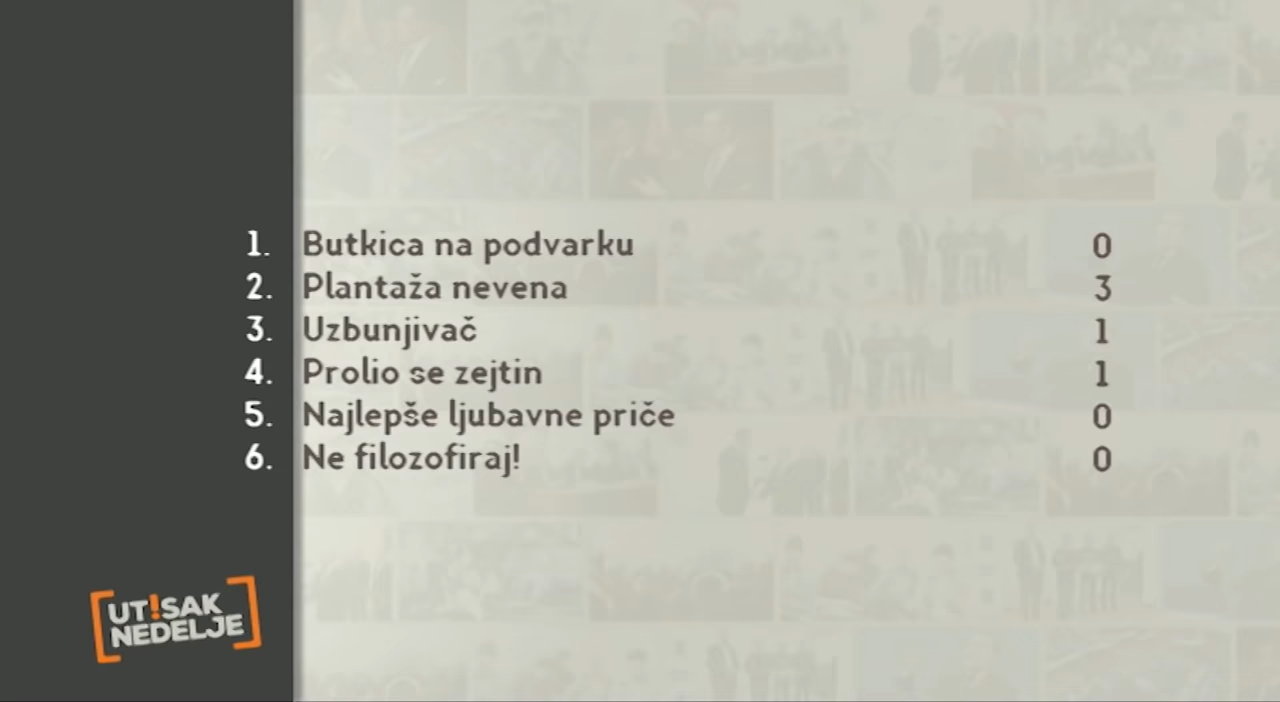 1. Butkica na podvarku 0
2. Plantaža nevena 3
3. Uzbunjivač 1
4. Prolio se zejtin 1
5. Najlepše ljubavne priče 0
6. Ne filozofiraj! 0
UT!SAK
NEDELJE